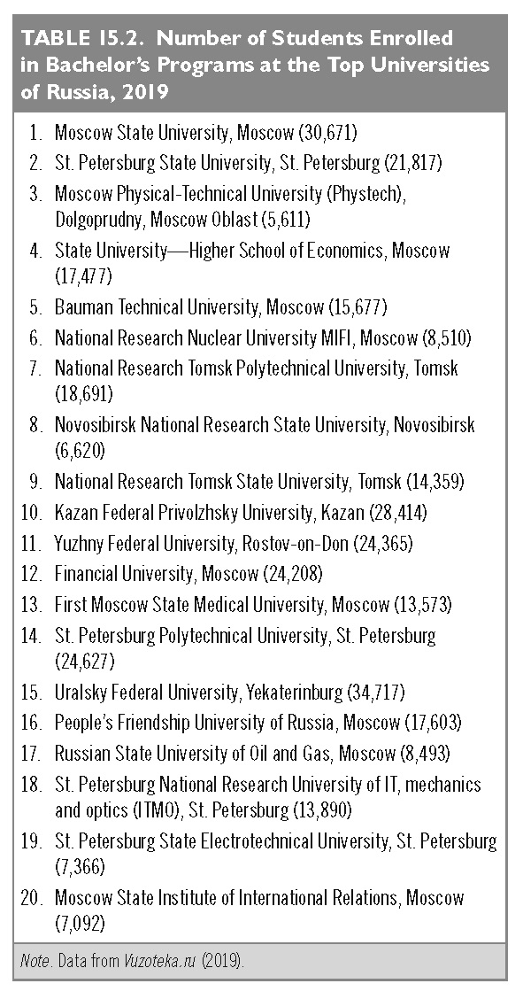 TABLE 15.2. Number of Students Enrolled
in Bachelor's Programs at the Top Universities
of Russia, 2019
1. Moscow State University, Moscow (30,671)
2. St. Petersburg State University, St. Petersburg (21,817)
3. Moscow Physical-Technical University (Phystech),
Dolgoprudny, Moscow Oblast (5,611)
4. State University—Higher School of Economics, Moscow
(17,477)
5. Bauman Technical University, Moscow (15,677)
6. National Research Nuclear University MIFI, Moscow (8,510)
7. National Research Tomsk Polytechnical University, Tomsk
(18,691)
8. Novosibirsk National Research State University, Novosibirsk
(6,620)
9. National Research Tomsk State University, Tomsk (14,359)
10. Kazan Federal Privolzhsky University, Kazan (28,414)
11. Yuzhny Federal University, Rostov-on-Don (24,365)
12. Financial University, Moscow (24,208)
13. First Moscow State Medical University, Moscow (13,573)
14. St. Petersburg Polytechnical University, St. Petersburg
(24,627)
15. Uralsky Federal University, Yekaterinburg (34,717)
16. People's Friendship University of Russia, Moscow (17,603)
17. Russian State University of Oil and Gas, Moscow (8,493)
18. St. Petersburg National Research University of IT, mechanics
and optics (ITMO), St. Petersburg (13,890)
19. St. Petersburg State Electrotechnical University, St. Petersburg
(7,366)
20. Moscow State Institute of International Relations, Moscow
(7,092)
Note. Data from Vuzoteka.ru (2019).